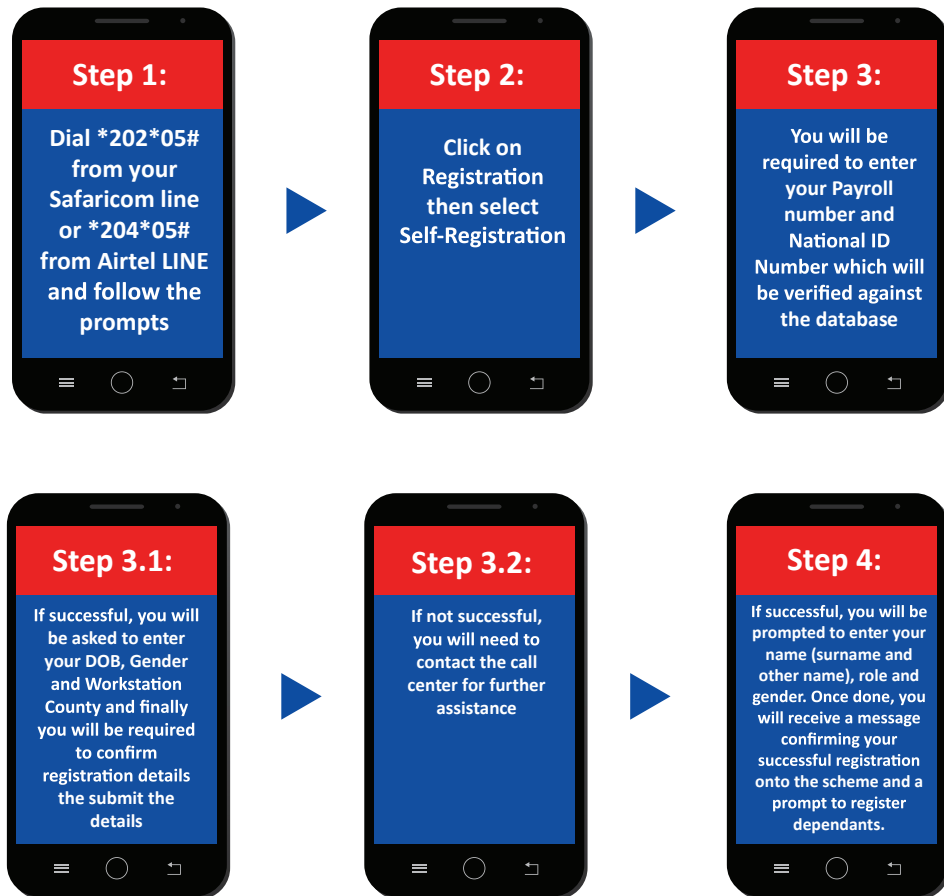 Step 1:
Dial *202*05#
from your
Safaricom line
or *204*05#
from Airtel LINE
and follow the
prompts
Step 2:
Click on
Registration
then select
Self-Registration
Step 3:
You will be
required to enter
your Payroll
number and
National ID
Number which will
be verified against
the database
Step 3.1:
If successful, you will
be asked to enter
your DOB, Gender
and Workstation
County and finally
you will be required
to confirm
registration details
the submit the
details
Step 3.2:
If not successful,
you will need to
contact the call
center for further
assistance
Step 4:
If successful, you will be
prompted to enter your
name (surname and
other name), role and
gender. Once done, you
will receive a message
confirming your
successful registration
onto the scheme and a
prompt to register
dependants.